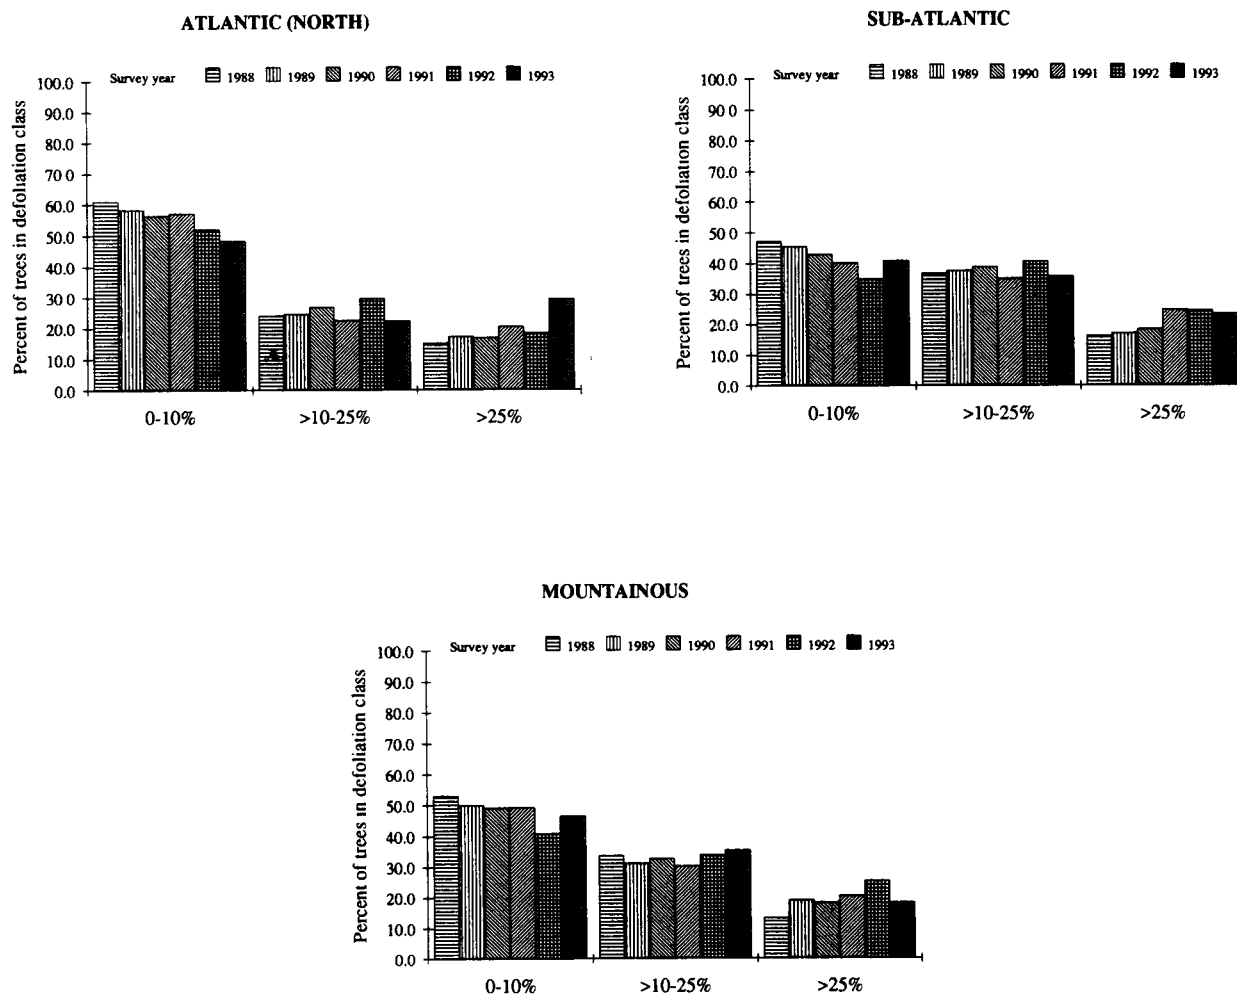 ATLANTIC (NORTH)
Survey year 1988 1989 1990 1991 1992 1993
Percent of trees in defoliation class
100.0
90.0
80.0
70 0
60.0
50.0
40.0
30 0
20.0
10.0
0.0
0-10% >10-25% >25%
SUB-ATLANTIC
Survey year 1988 1989 1990 1991 1992 1993
Percent of trees in defoliation class
100.0
90 0
80.0
70.0
60.0
50 0
40 0
30.0
20.0
10.0
0.0
0-10% >10-25% >25%
MOUNTAINOUS
Survey year 1988 1989 1990 1991 1992 1993
Percent of trees in defoliation class
100.0
90.0
80.0
70.0
60.0
50.0
40.0
30.0
20.0
10.0
0.0
0-10% >10-25% >25%